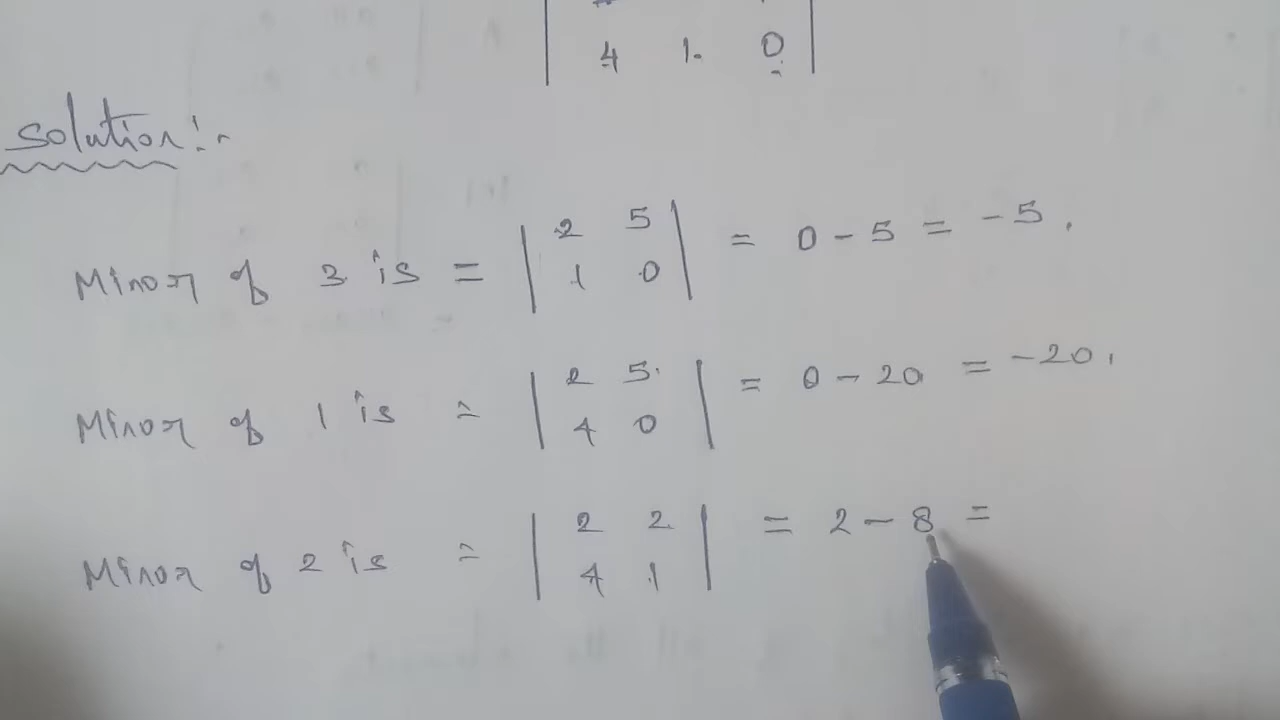 | 4 1. 0 |
Solution:-
Minor of 3 is = | 2 5 | = 0 - 5 = -5.
| 1 0 |
Minor of 1 is = | 2 5. | = 0 - 20 = -20.
| 4 0 |
Minor of 2 is = | 2 2. | = 2 - 8 =
| 4 1 |